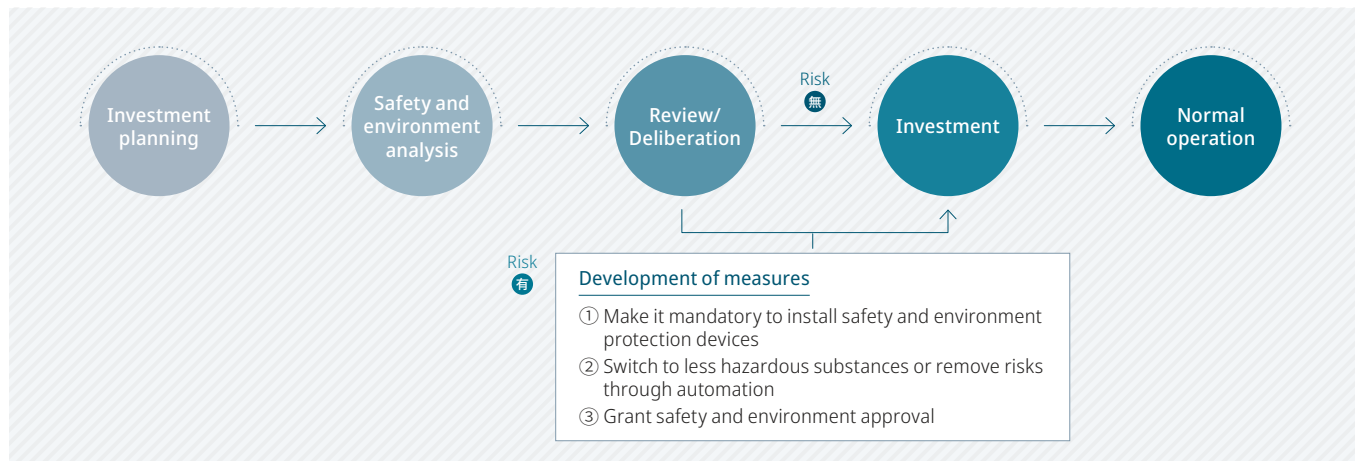 Investment
planning
Safety and
environment
analysis
Review/
Deliberation
Risk
無
Investment
Normal
operation
Risk
有
Development of measures
① Make it mandatory to install safety and environment
protection devices
② Switch to less hazardous substances or remove risks
through automation
③ Grant safety and environment approval